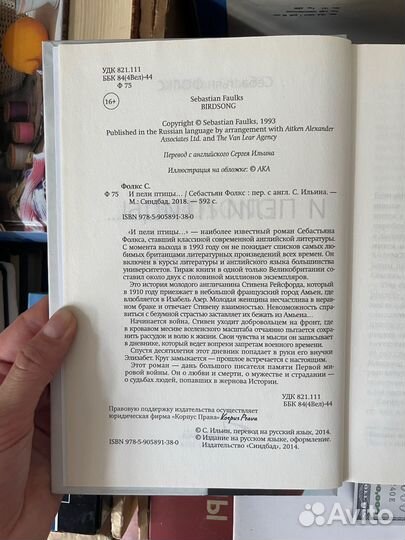 УДК 821.111
ББК 84(4Вел)-44
Ф 75
16+
Sebastian Faulks
BIRDSONG
Copyright © Sebastian Faulks, 1993
Published in the Russian language by arrangement with Aitken Alexander
Associates Ltd. and The Van Lear Agency
Перевод с английского Сергея Ильина
Иллюстрация на обложке: © АКА
Фолкс С.
Ф 75 И пели птицы… / Себастьян Фолкс : пер. с англ. С. Ильина. —
М.: Синдбад, 2018. — 592 с.
ISBN 978-5-905891-38-0
«И пели птицы…» — наиболее известный роман Себастьяна
Фолкса, ставший классикой современной английской литературы.
С момента выхода в 1993 году он не покидает списков самых лю-
бимых британцами литературных произведений всех времен. Он
включен в курсы литературы и английского языка большинства
университетов. Тираж книги в одной только Великобритании со-
ставил около двух с половиной миллионов экземпляров.
Это история молодого англичанина Стивена Рейсфорда, который
в 1910 году приезжает в небольшой французский город Амьен, где
влюбляется в Изабель Азер. Молодая женщина несчастлива в нерав-
ном браке и отвечает Стивену взаимностью. Невозможность справ-
виться с безумной страстью заставляет их бежать из Амьена…
Начинается война, Стивен уходит добровольцем на фронт, где
в кровавом месиве вселенского масштаба отчаянно пытается сохра-
нить рассудок и волю к жизни. Свои чувства и мысли он записывает
в дневнике, который ведет вопреки запретам военного времени.
Спустя десятилетия этот дневник попадает в руки его внучки
Элизабет. Круг замыкается — прошлое встречается с настоящим.
Этот роман — дань большого писателя памяти Первой ми-
ровой войны. Он о любви и смерти, о мужестве и страдании —
о судьбах людей, попавших в жернова Истории.
УДК 821.111
ББК 84(4Вел)-44
Правовую поддержку издательства осуществляет
юридическая фирма «Корпус Права» Korpus Prava
© С. Ильин, перевод на русский язык, 2014.
© Издание на русском языке, оформление.
ISBN 978-5-905891-38-0
Издательство «Синдбад», 2014.
Avito